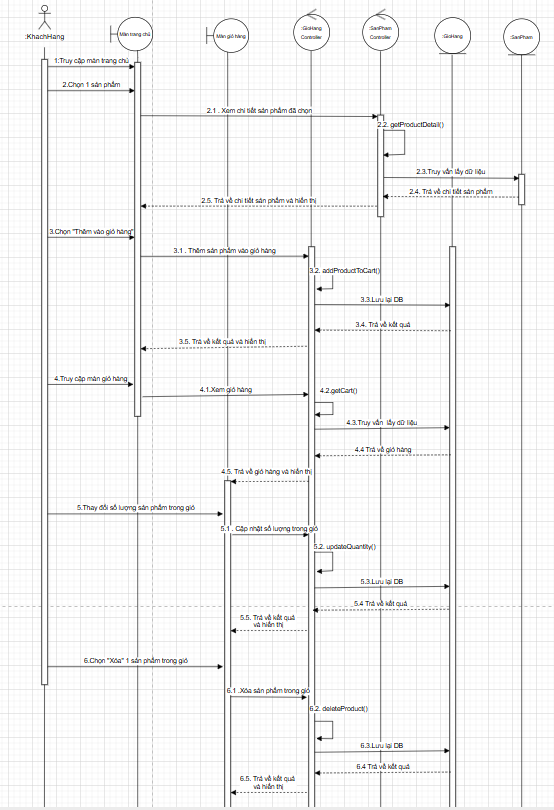 :KhachHang
Màn trang chủ
Màn giỏ hàng
:GioHang
Controller
:SanPham
Controller
:GioHang
:SanPham
1:Truy cập màn trang chủ
2.Chọn 1 sản phẩm
2.1 . Xem chi tiết sản phẩm đã chọn
2.2. getProductDetail()
2.3.Truy vấn lấy dữ liệu
2.4. Trả về chi tiết sản phẩm
2.5. Trả về chi tiết sản phẩm và hiển thị
3.Chọn "Thêm vào giỏ hàng"
3.1 . Thêm sản phẩm vào giỏ hàng
3.2. addProductToCart()
3.3.Lưu lại DB
3.4. Trả về kết quả
3.5. Trả về kết quả và hiển thị
4.Truy cập màn giỏ hàng
4.1.Xem giỏ hàng
4.2.getCart()
4.3.Truy vấn lấy dữ liệu
4.4 Trả về giỏ hàng
4.5. Trả về giỏ hàng và hiển thị
5.Thay đổi số lượng sản phẩm trong giỏ
5.1 . Cập nhật số lượng trong giỏ
5.2. updateQuantity()
5.3.Lưu lại DB
5.4 Trả về kết quả
5.5. Trả về kết quả
và hiển thị
6.Chọn "Xóa" 1 sản phẩm trong giỏ
6.1 .Xóa sản phẩm trong giỏ
6.2. deleteProduct()
6.3.Lưu lại DB
6.4 Trả về kết quả
6.5. Trả về kết quả
và hiển thị